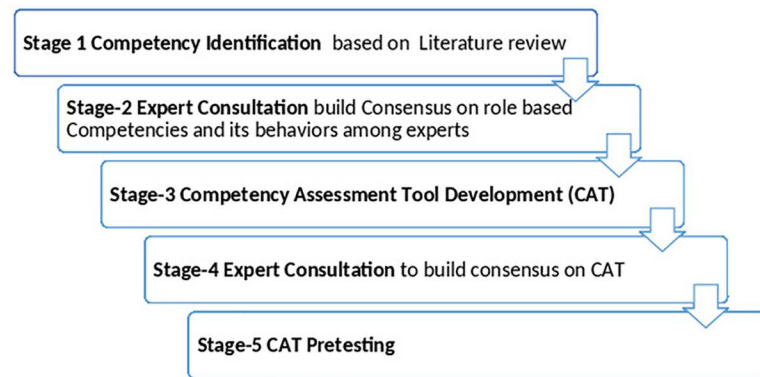 Stage 1 Competency Identification based on Literature review
Stage-2 Expert Consultation build Consensus on role based
Competencies and its behaviors among experts
Stage-3 Competency Assessment Tool Development (CAT)
Stage-4 Expert Consultation to build consensus on CAT
Stage-5 CAT Pretesting